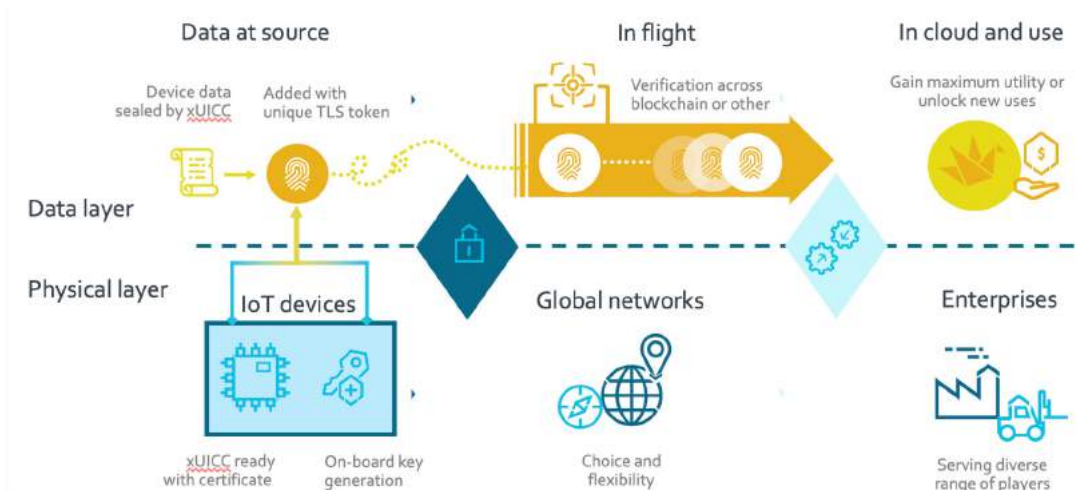 Data at source
In flight
In cloud and use
Device data
sealed by xUICC
Added with
unique TLS token
Verification across
blockchain or other
Gain maximum utility or
unlock new uses
$
Data layer
Physical layer
IoT devices
Global networks
Enterprises
xUICC ready
with certificate
On-board key
generation
Choice and
flexibility
Serving diverse
range of players